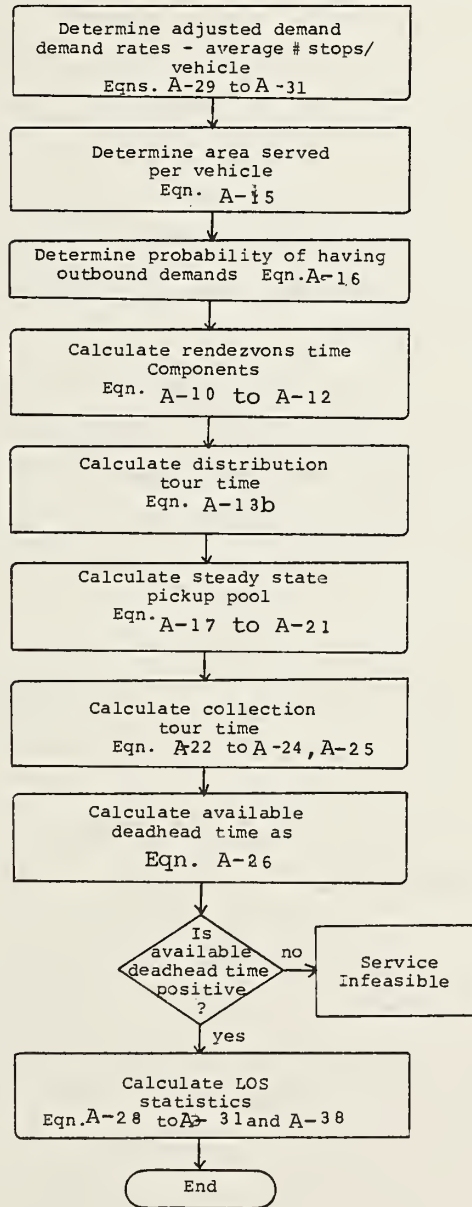 Determine adjusted demand
demand rates - average # stops/
vehicle
Eqns. A-29 to A-31
Determine area served
per vehicle
Eqn. A-15
Determine probability of having
outbound demands Eqn.A-16
Calculate rendezvons time
Components
Eqn. A-10 to A-12
Calculate distribution
tour time
Eqn. A-13b
Calculate steady state
pickup pool
Eqn. A-17 to A-21
Calculate collection
tour time
Eqn. A-22 to A-24, A-25
Calculate available
deadhead time as
Eqn. A-26
Is
available
deadhead time
positive
?
no
Service
Infeasible
yes
Calculate LOS
statistics
Eqn.A-28 to A- 31 and A-38
End